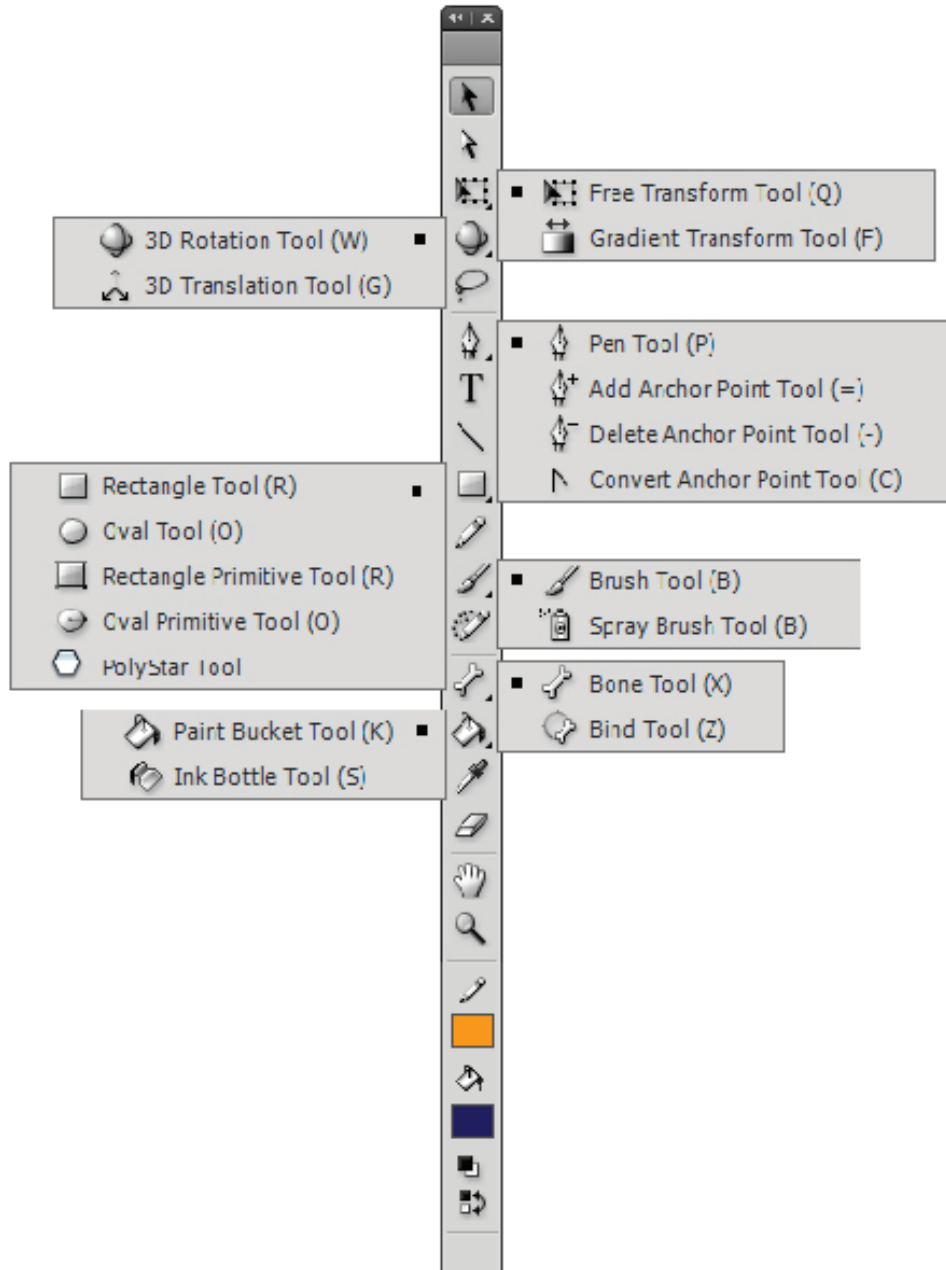 Free Transform Tool (Q)
Gradient Transform Tool (F)
3D Rotation Tool (W)
3D Translation Tool (G)
Pen Tool (P)
Add Anchor Point Tool (=)
Delete Anchor Point Tool (-)
Convert Anchor Point Tool (C)
T
Rectangle Tool (R)
Oval Tool (O)
Rectangle Primitive Tool (R)
Oval Primitive Tool (O)
PolyStar Tool
Brush Tool (B)
Spray Brush Tool (B)
Bone Tool (X)
Bind Tool (Z)
Paint Bucket Tool (K)
Ink Bottle Tool (S)